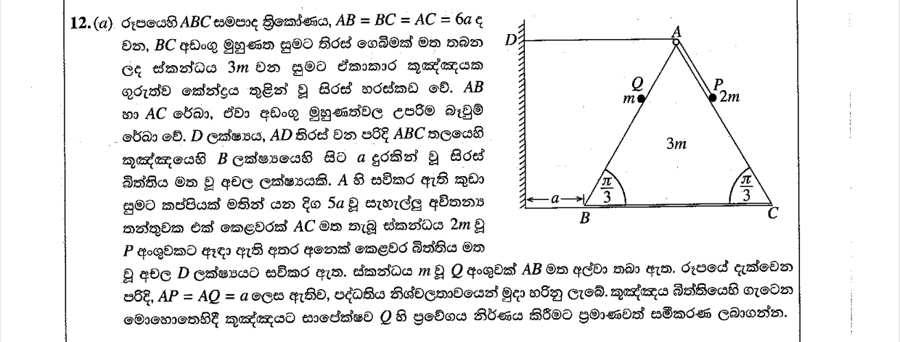 12.(a) රූපයෙහි ABC සමපාද ත්‍රිකෝණය, AB = BC = AC = 6a ද
වන, BC අඩංගු මුහුණත සුමට තිරස් ගෙබිමක් මත තබන
ලද ස්කන්ධය 3m වන සුමට ඒකාකාර කුඤ්ඤයක
ගුරුත්ව කේන්ද්‍රය තුළින් වූ සිරස් හරස්කඩ වේ. AB
හා AC රේඛා, ඒවා අඩංගු මුහුණත්වල උපරිම බෑවුම්
රේඛා වේ. D ලක්ෂ්‍යය, AD තිරස් වන පරිදි ABC තලයෙහි
කුඤ්ඤයෙහි B ලක්ෂ්‍යයෙහි සිට a දුරකින් වූ සිරස්
බිත්තිය මත වූ අචල ලක්ෂ්‍යයකි. A හි සවිකර ඇති කුඩා
සුමට කප්පියක් මතින් යන දිග 5a වූ සැහැල්ලු අවිතන්‍ය
තන්තුවක එක් කෙළවරක් AC මත තැබූ ස්කන්ධය 2m වූ
P අංශුවකට ඈඳා ඇති අතර අනෙක් කෙළවර බිත්තිය මත
වූ අචල D ලක්ෂ්‍යයට සවිකර ඇත. ස්කන්ධය m වූ Q අංශුවක් AB මත අල්වා තබා ඇත. රූපයේ දැක්වෙන
පරිදි, AP = AQ = a ලෙස ඇතිව, පද්ධතිය නිශ්චලතාවයෙන් මුදා හරිනු ලැබේ. කුඤ්ඤය බිත්තියෙහි ගැටෙන
මොහොතෙහිදී කුඤ්ඤයට සාපේක්ෂව Q හි ප්‍රවේගය නිර්ණය කිරීමට ප්‍රමාණවත් සමීකරණ ලබාගන්න.
A
D
Q
P
m
2m
3m
π/3
π/3
a
B
C